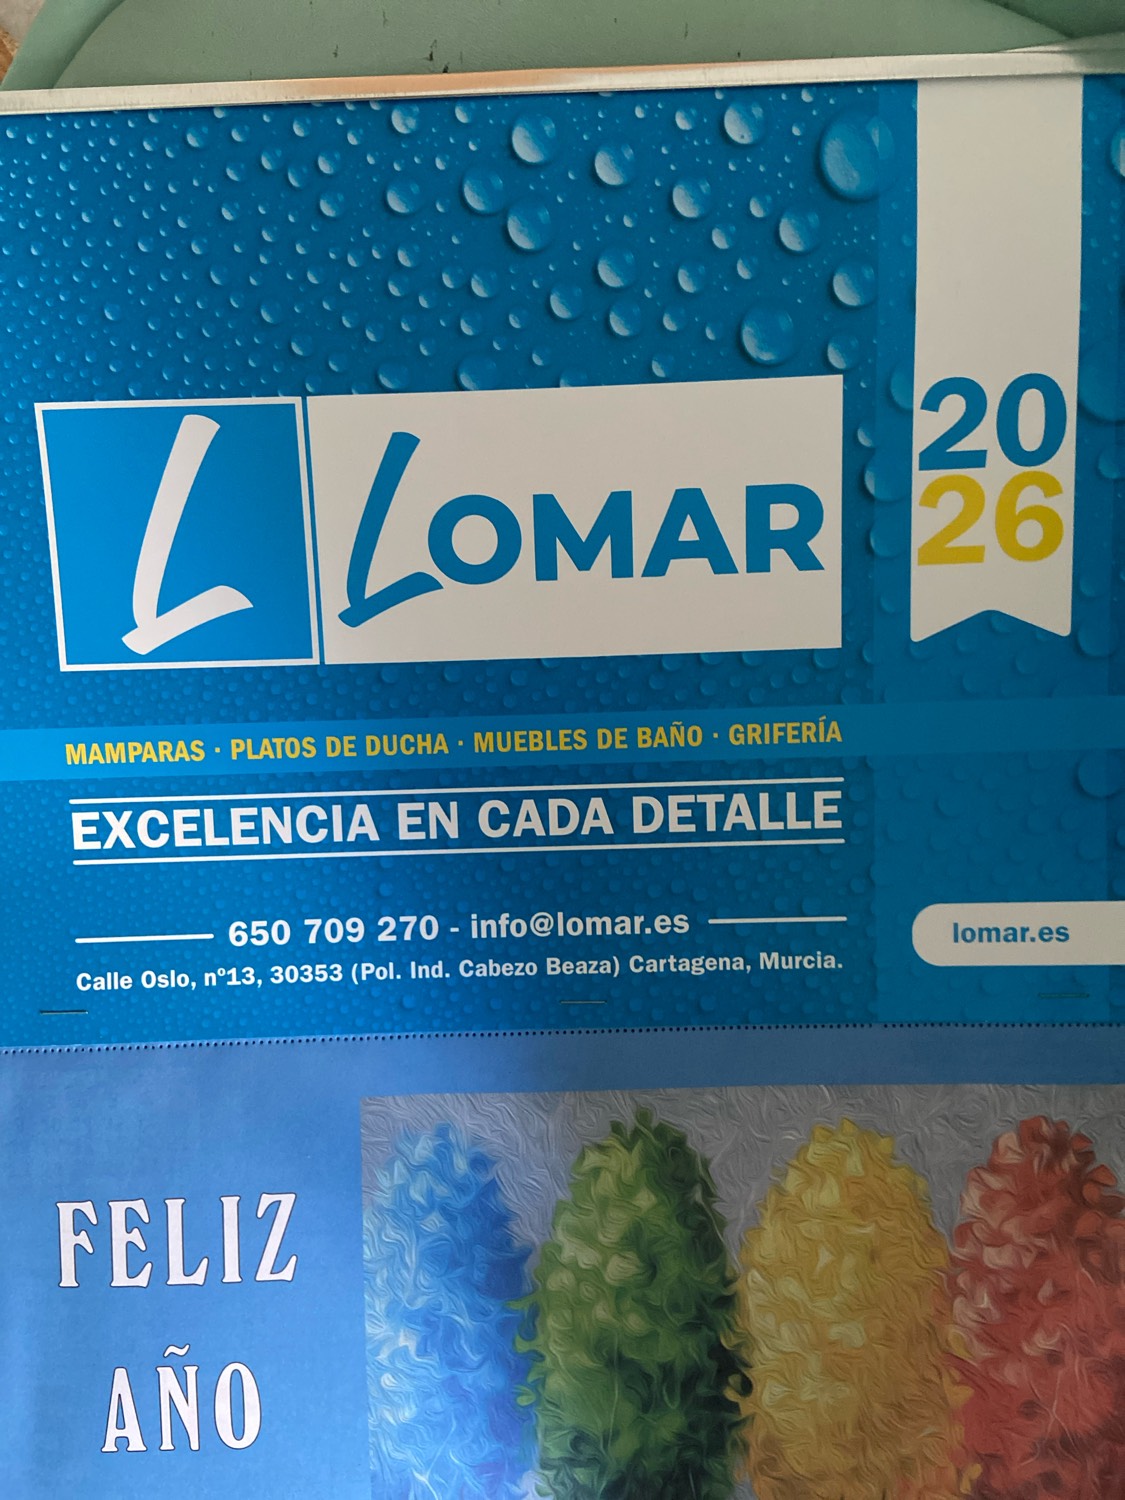 L LOMAR
20
26
MAMPARAS · PLATOS DE DUCHA · MUEBLES DE BAÑO · GRIFERÍA
EXCELENCIA EN CADA DETALLE
650 709 270 - info@lomar.es
lomar.es
Calle Oslo, nº13, 30353 (Pol. Ind. Cabezo Beaza) Cartagena, Murcia.
FELIZ
AÑO